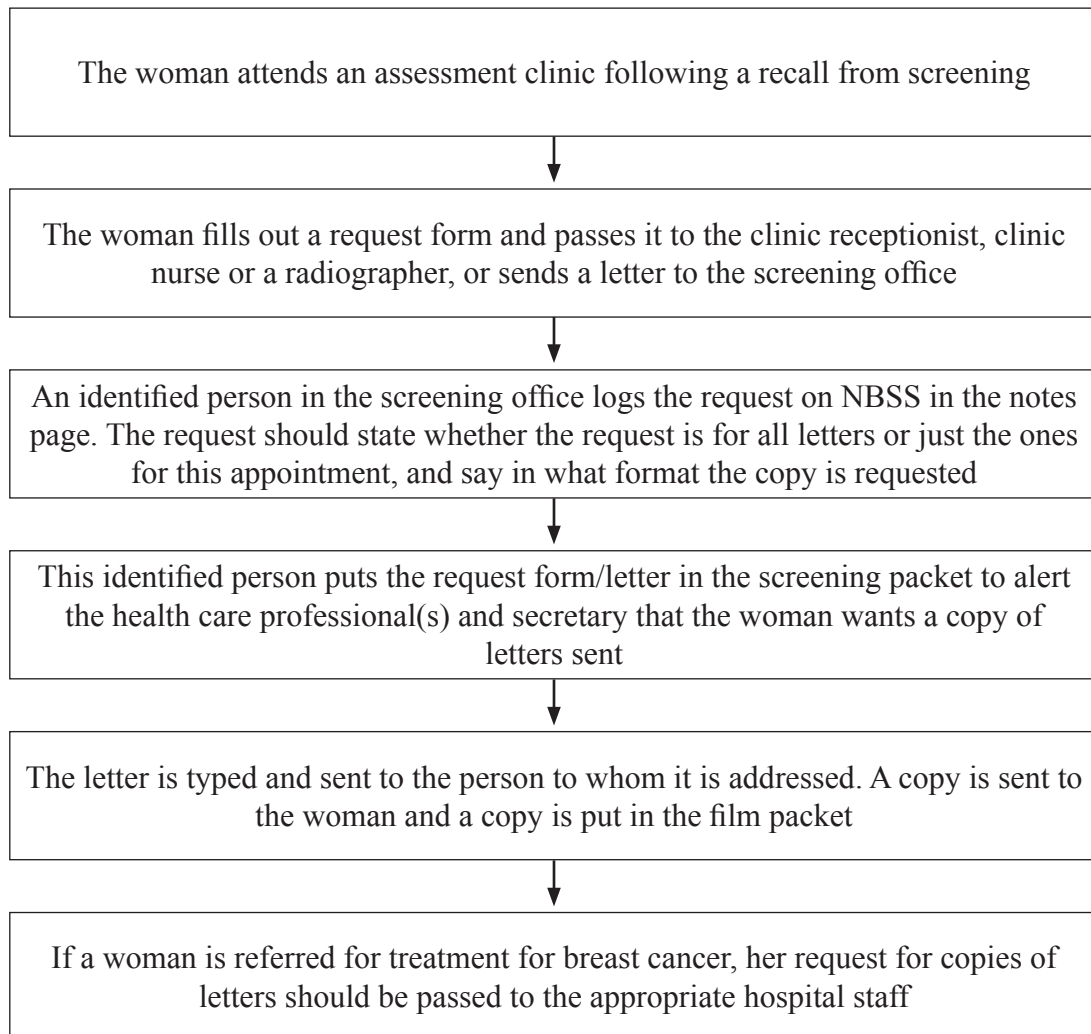 The woman attends an assessment clinic following a recall from screening
The woman fills out a request form and passes it to the clinic receptionist, clinic
nurse or a radiographer, or sends a letter to the screening office
An identified person in the screening office logs the request on NBSS in the notes
page. The request should state whether the request is for all letters or just the ones
for this appointment, and say in what format the copy is requested
This identified person puts the request form/letter in the screening packet to alert
the health care professional(s) and secretary that the woman wants a copy of
letters sent
The letter is typed and sent to the person to whom it is addressed. A copy is sent to
the woman and a copy is put in the film packet
If a woman is referred for treatment for breast cancer, her request for copies of
letters should be passed to the appropriate hospital staff